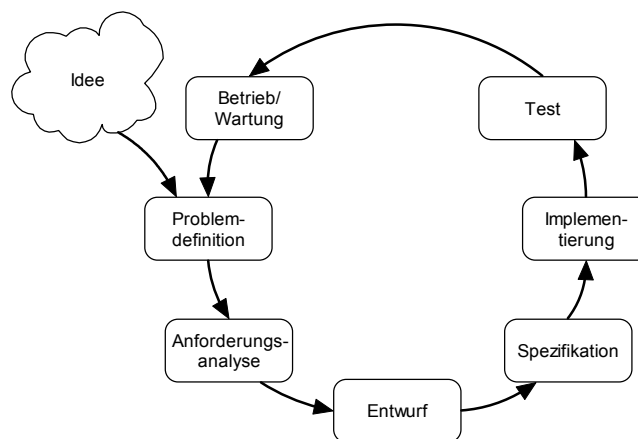 Idee
Betrieb/
Wartung
Test
Problem-
definition
Implemen-
tierung
Anforderungs-
analyse
Spezifikation
Entwurf